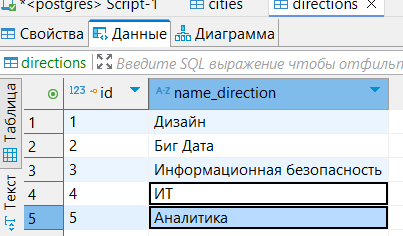 *<postgres> Script-1 cities directions
Свойства Данные Диаграмма
directions Введите SQL выражение чтобы отфильт
Таблица
Текст
123 id A-Z name_direction
1 1 Дизайн
2 2 Биг Дата
3 3 Информационная безопасность
4 4 ИТ
5 5 Аналитика